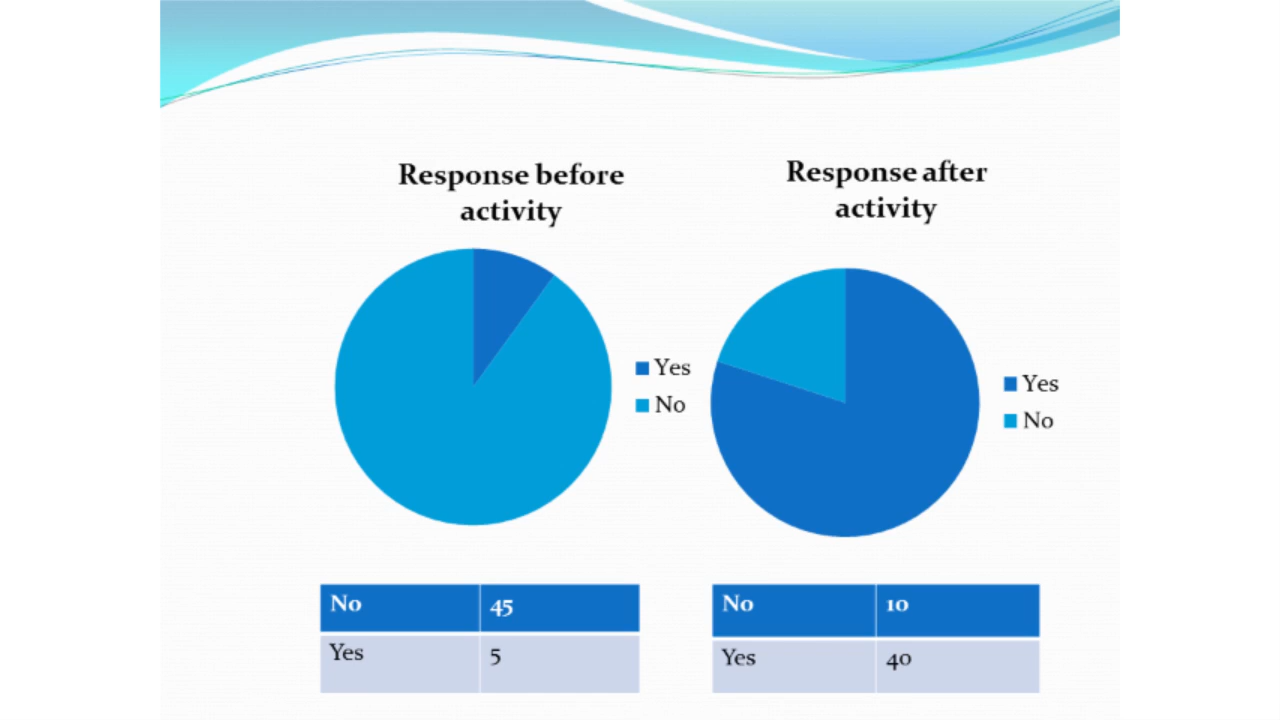 Response before
activity
Yes
No
Response after
activity
Yes
No
No 45
Yes 5
No 10
Yes 40